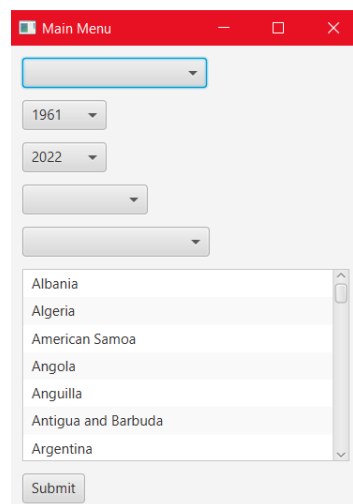 Main Menu
1961
2022
Albania
Algeria
American Samoa
Angola
Anguilla
Antigua and Barbuda
Argentina
Submit